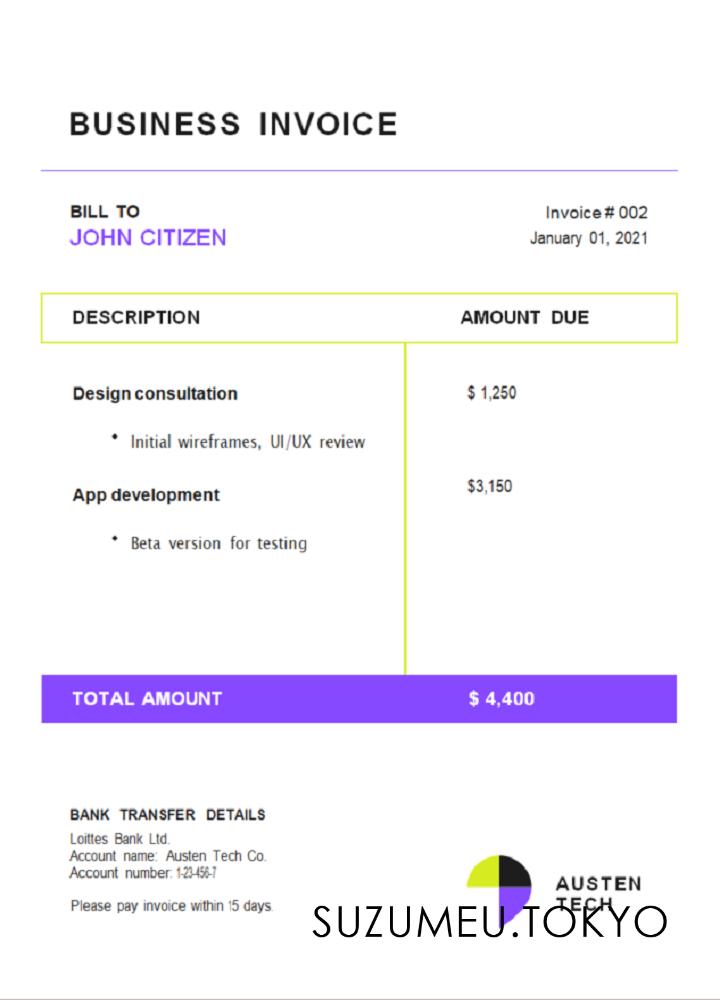 BUSINESS INVOICE
BILL TO
JOHN CITIZEN
Invoice# 002
January 01, 2021
DESCRIPTION AMOUNT DUE
Design consultation $ 1,250
• Initial wireframes, UI/UX review
App development $3,150
• Beta version for testing
TOTAL AMOUNT $ 4,400
BANK TRANSFER DETAILS
Loittes Bank Ltd.
Account name: Austen Tech Co.
Account number: 1-23-456-7
Please pay invoice within 15 days.
AUSTEN
TECH
SUZUMEU.TOKYO